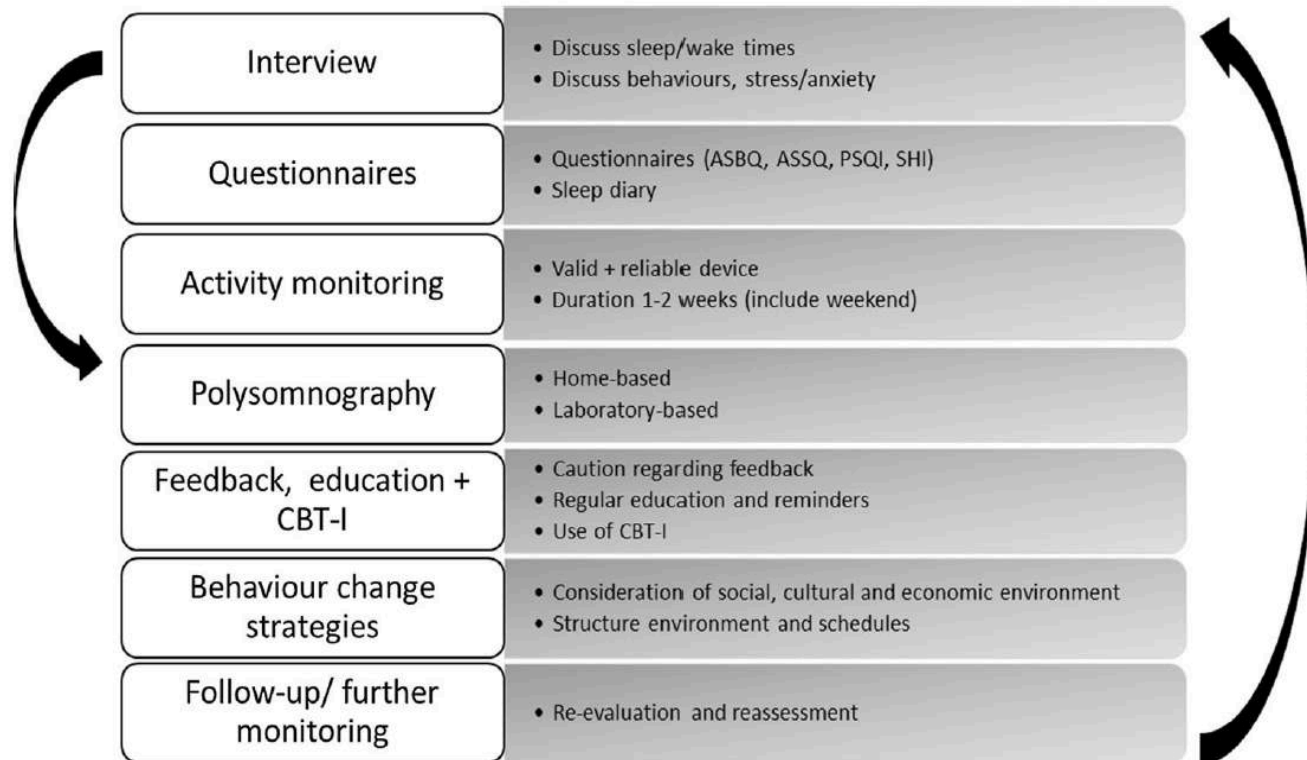 Interview
• Discuss sleep/wake times
• Discuss behaviours, stress/anxiety
Questionnaires
• Questionnaires (ASBQ, ASSQ, PSQI, SHI)
• Sleep diary
Activity monitoring
• Valid + reliable device
• Duration 1-2 weeks (include weekend)
Polysomnography
• Home-based
• Laboratory-based
Feedback, education +
CBT-I
• Caution regarding feedback
• Regular education and reminders
• Use of CBT-I
Behaviour change
strategies
• Consideration of social, cultural and economic environment
• Structure environment and schedules
Follow-up/ further
monitoring
• Re-evaluation and reassessment